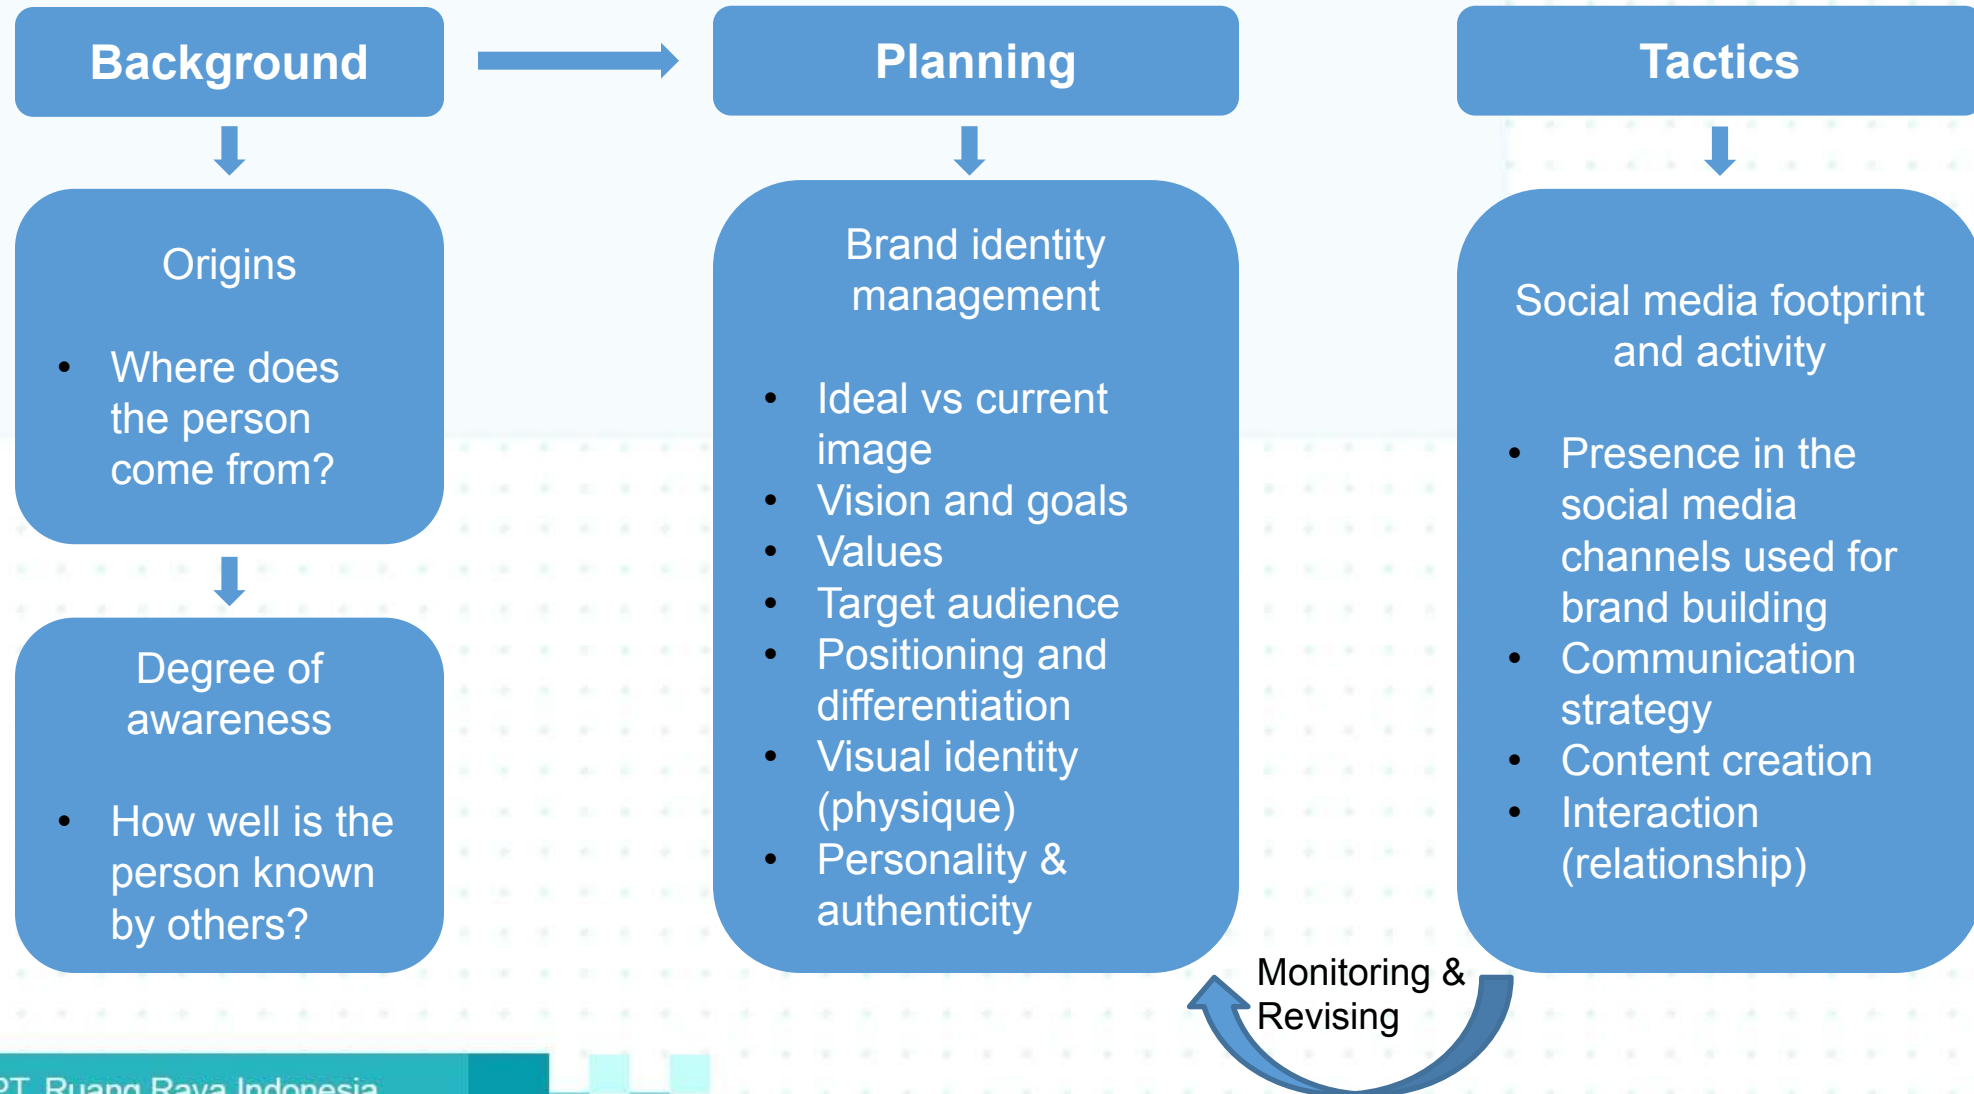 Background
Origins
• Where does
the person
come from?
Degree of
awareness
• How well is the
person known
by others?
Planning
Brand identity
management
• Ideal vs current
image
• Vision and goals
• Values
• Target audience
• Positioning and
differentiation
• Visual identity
(physique)
• Personality &
authenticity
Tactics
Social media footprint
and activity
• Presence in the
social media
channels used for
brand building
• Communication
strategy
• Content creation
• Interaction
(relationship)
Monitoring &
Revising
PT. Ruang Raya Indonesia